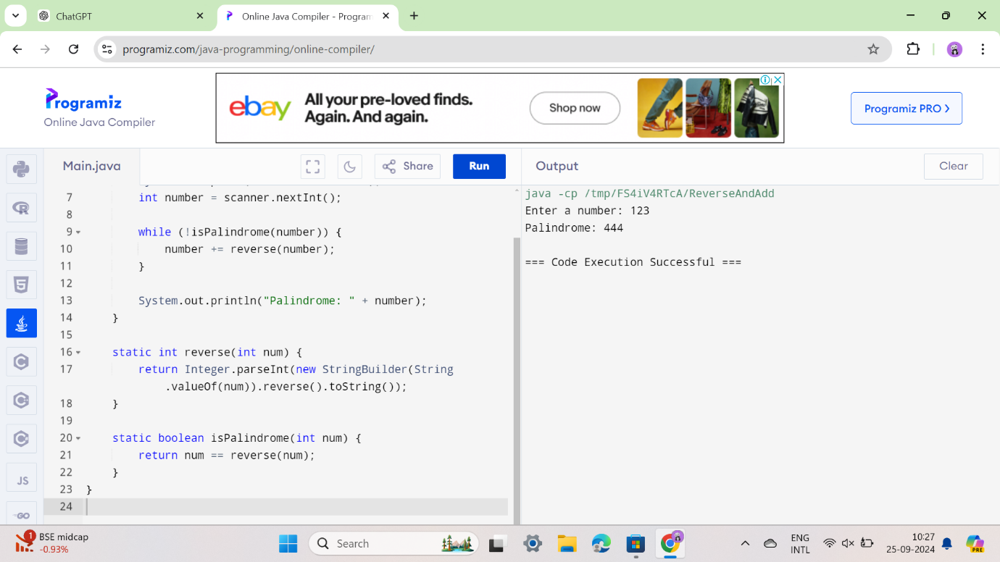 ChatGPT
Online Java Compiler - Program
programiz.com/java-programming/online-compiler/
Programiz
Online Java Compiler
ebay
All your pre-loved finds.
Again. And again.
Shop now
Programiz PRO >
Main.java
Share
Run
Output
Clear
7 int number = scanner.nextInt();
8
9 while (!isPalindrome(number)) {
10 number += reverse(number);
11 }
12
13 System.out.println("Palindrome: " + number);
14 }
15
16 static int reverse(int num) {
17 return Integer.parseInt(new StringBuilder(String
.valueOf(num)).reverse().toString());
18 }
19
20 static boolean isPalindrome(int num) {
21 return num == reverse(num);
22 }
23 }
24
java -cp /tmp/FS4iV4RTcA/ReverseAndAdd
Enter a number: 123
Palindrome: 444
=== Code Execution Successful ===
JS
GO
1
BSE midcap
-0.93%
Search
ENG
INTL
10:27
25-09-2024
PRE